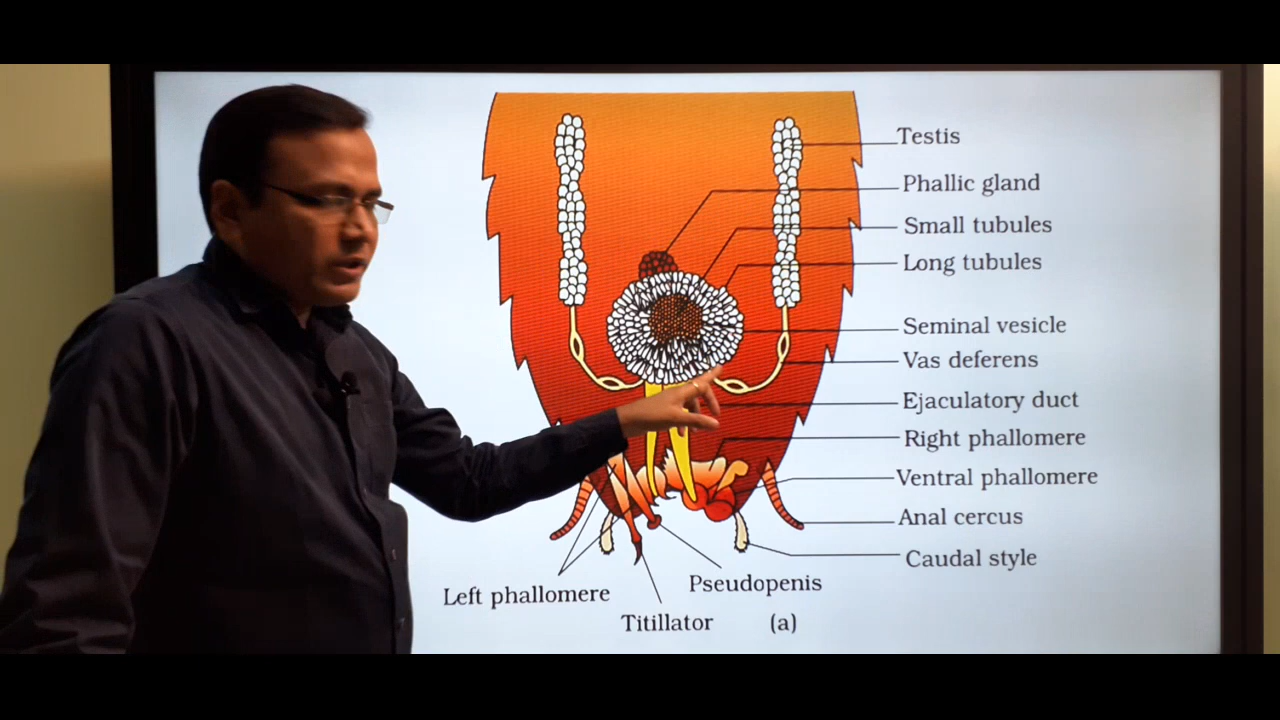 Testis
Phallic gland
Small tubules
Long tubules
Seminal vesicle
Vas deferens
Ejaculatory duct
Right phallomere
Ventral phallomere
Anal cercus
Caudal style
Pseudopenis
Left phallomere
Titillator
(a)